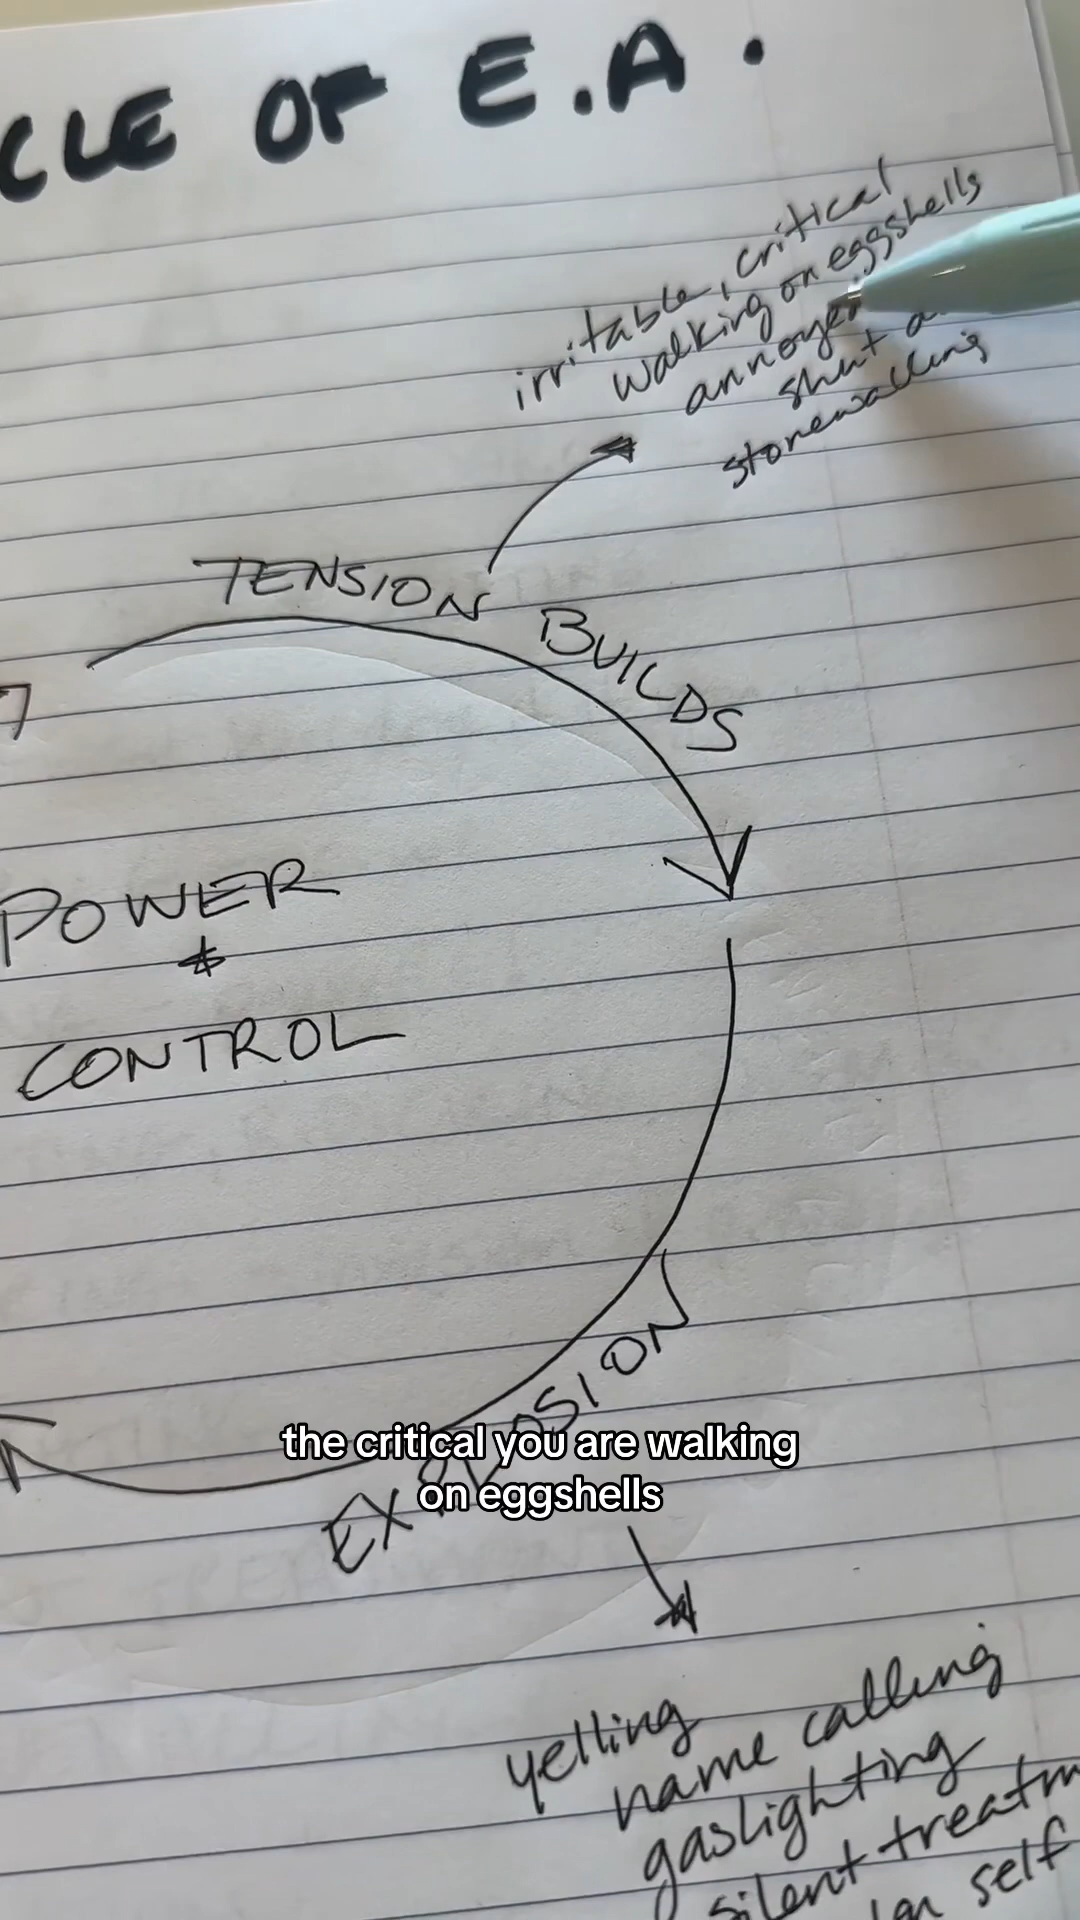 CLE OF E.A.
irritable, critical
walking on eggshells
annoyed
shut
stonewalling
TENSION BUILDS
POWER
&
CONTROL
EXPLOSION
the critical you are walking
on eggshells
yelling
name calling
gaslighting
silent treatm
self